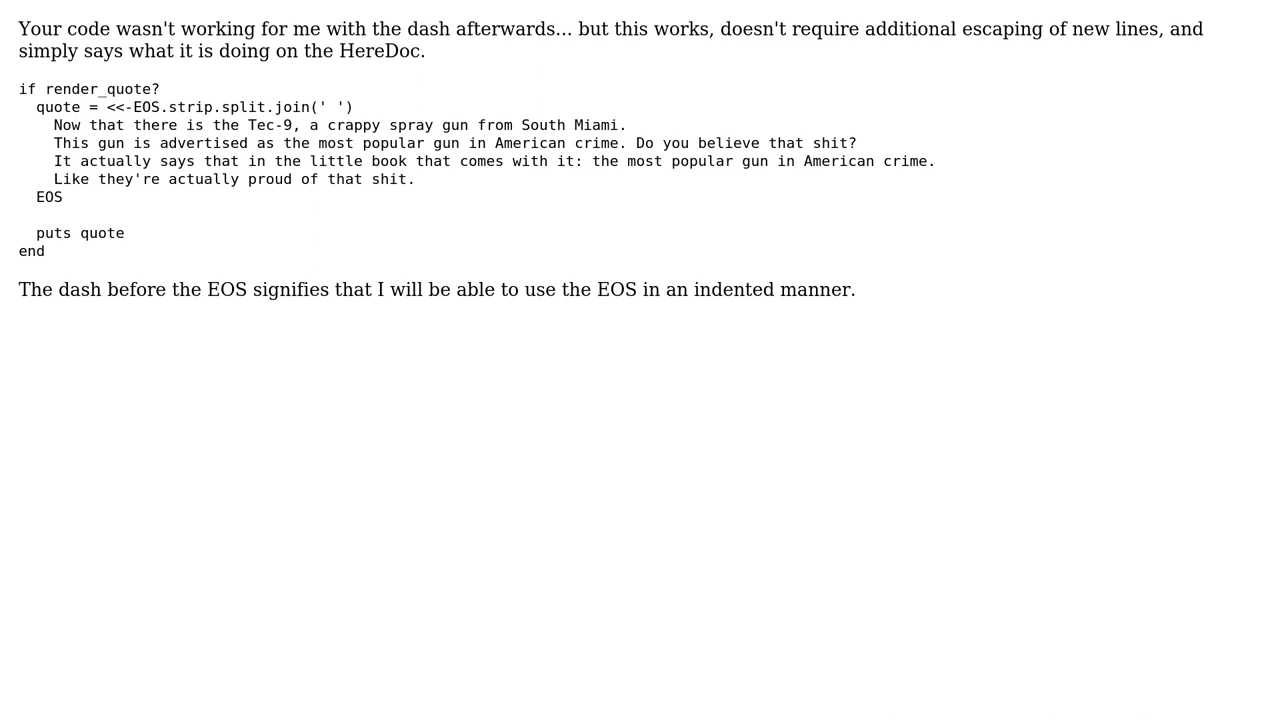 Your code wasn't working for me with the dash afterwards... but this works, doesn't require additional escaping of new lines, and
simply says what it is doing on the HereDoc.
if render_quote?
  quote = <<-EOS.strip.split.join(' ')
    Now that there is the Tec-9, a crappy spray gun from South Miami.
    This gun is advertised as the most popular gun in American crime. Do you believe that shit?
    It actually says that in the little book that comes with it: the most popular gun in American crime.
    Like they're actually proud of that shit.
  EOS
  puts quote
end
The dash before the EOS signifies that I will be able to use the EOS in an indented manner.